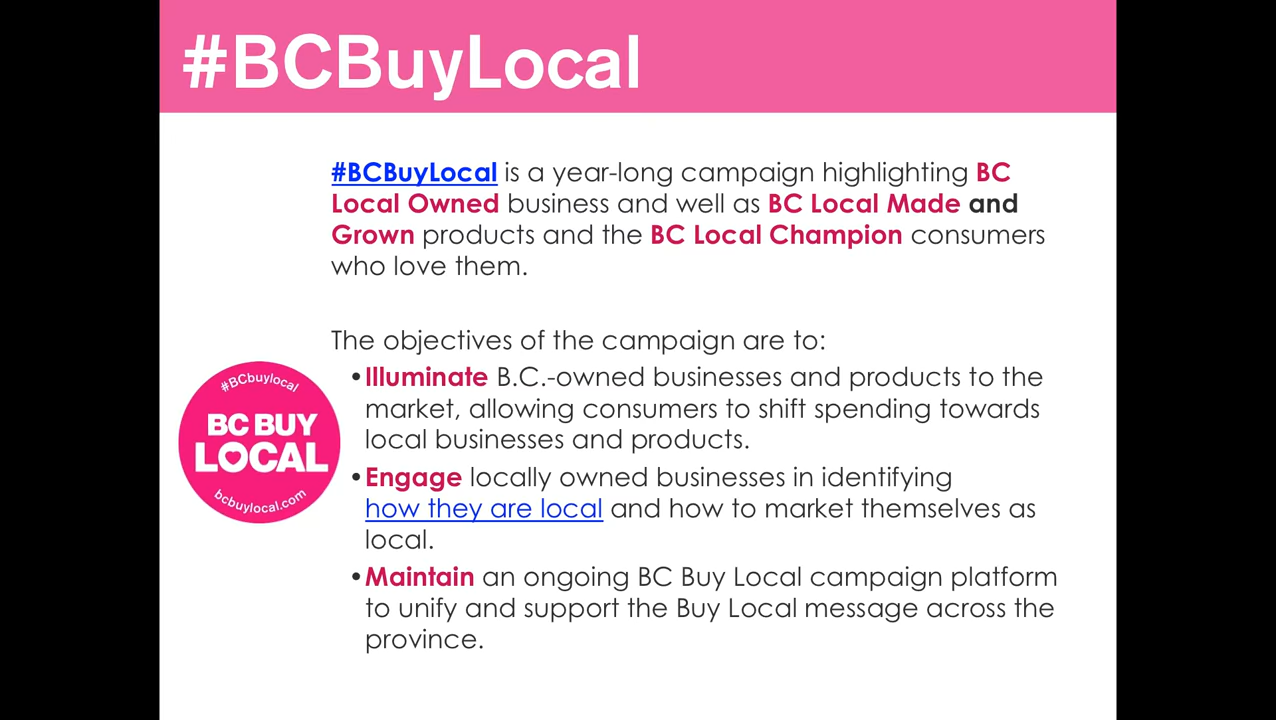 #BCBuyLocal
#BCBuyLocal is a year-long campaign highlighting BC
Local Owned business and well as BC Local Made and
Grown products and the BC Local Champion consumers
who love them.
The objectives of the campaign are to:
•Illuminate B.C.-owned businesses and products to the
market, allowing consumers to shift spending towards
local businesses and products.
•Engage locally owned businesses in identifying
how they are local and how to market themselves as
local.
•Maintain an ongoing BC Buy Local campaign platform
to unify and support the Buy Local message across the
province.
#BCbuylocal
BC BUY
LOCAL
bcbuylocal.com